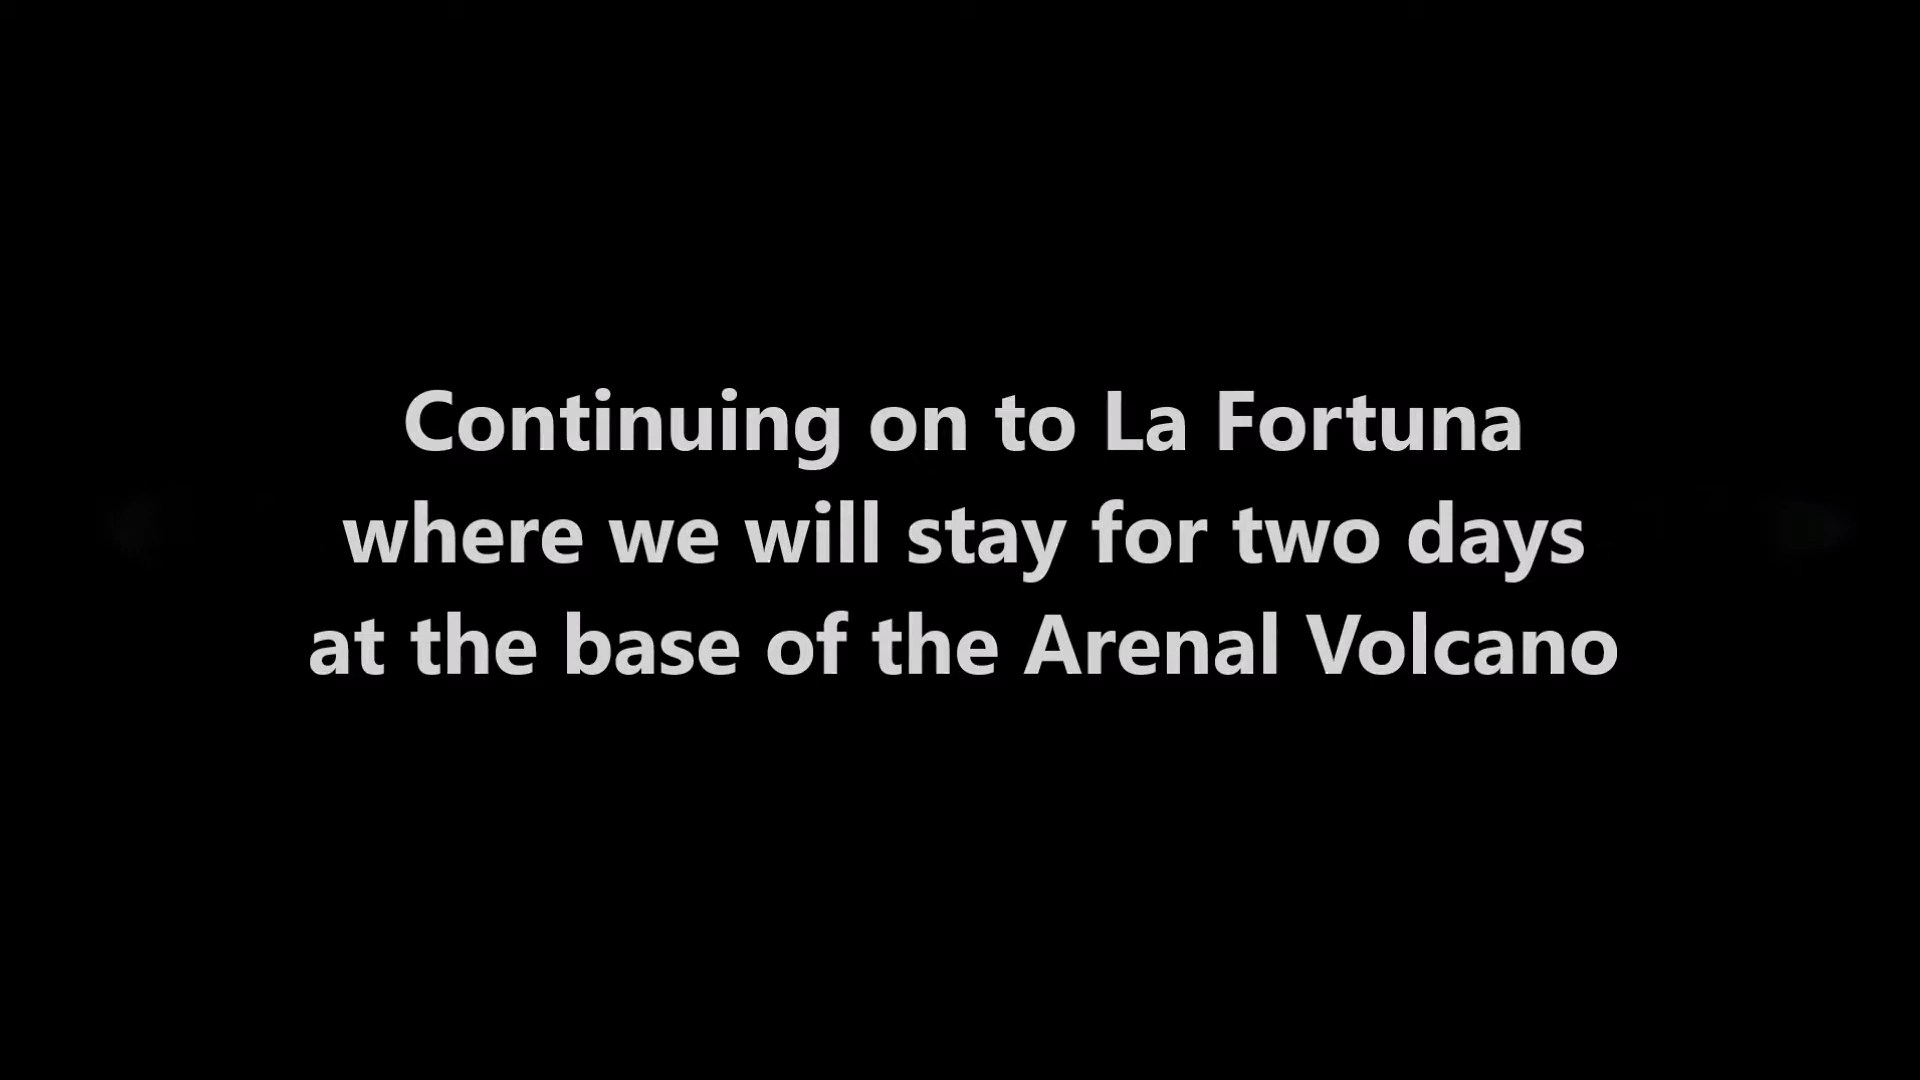 Continuing on to La Fortuna
where we will stay for two days
at the base of the Arenal Volcano